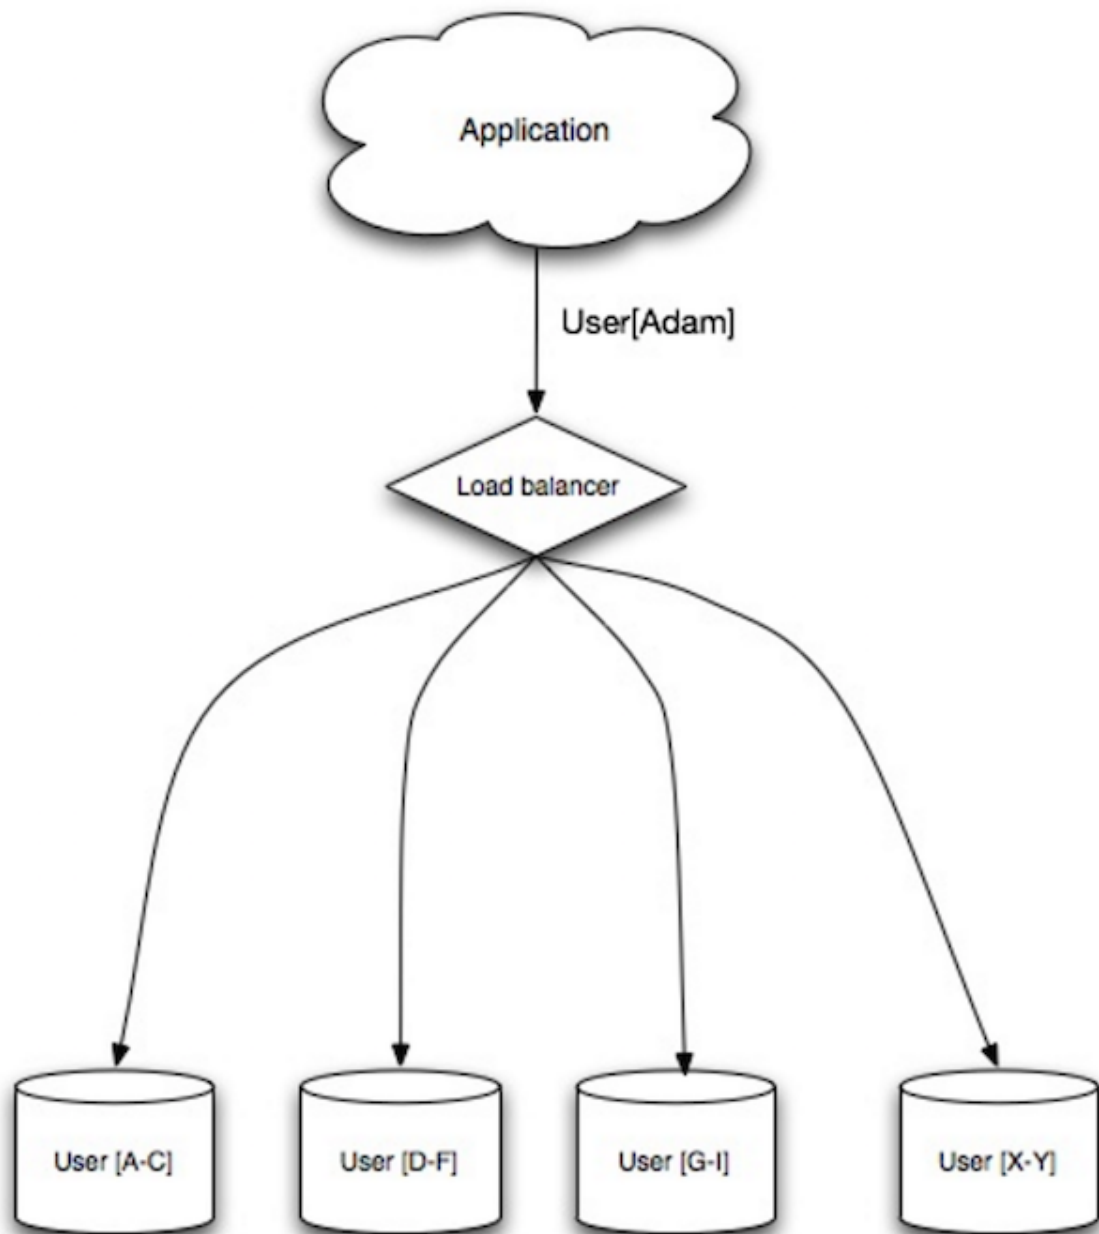 Application
User[Adam]
Load balancer
User [A-C]
User [D-F]
User [G-I]
User [X-Y]